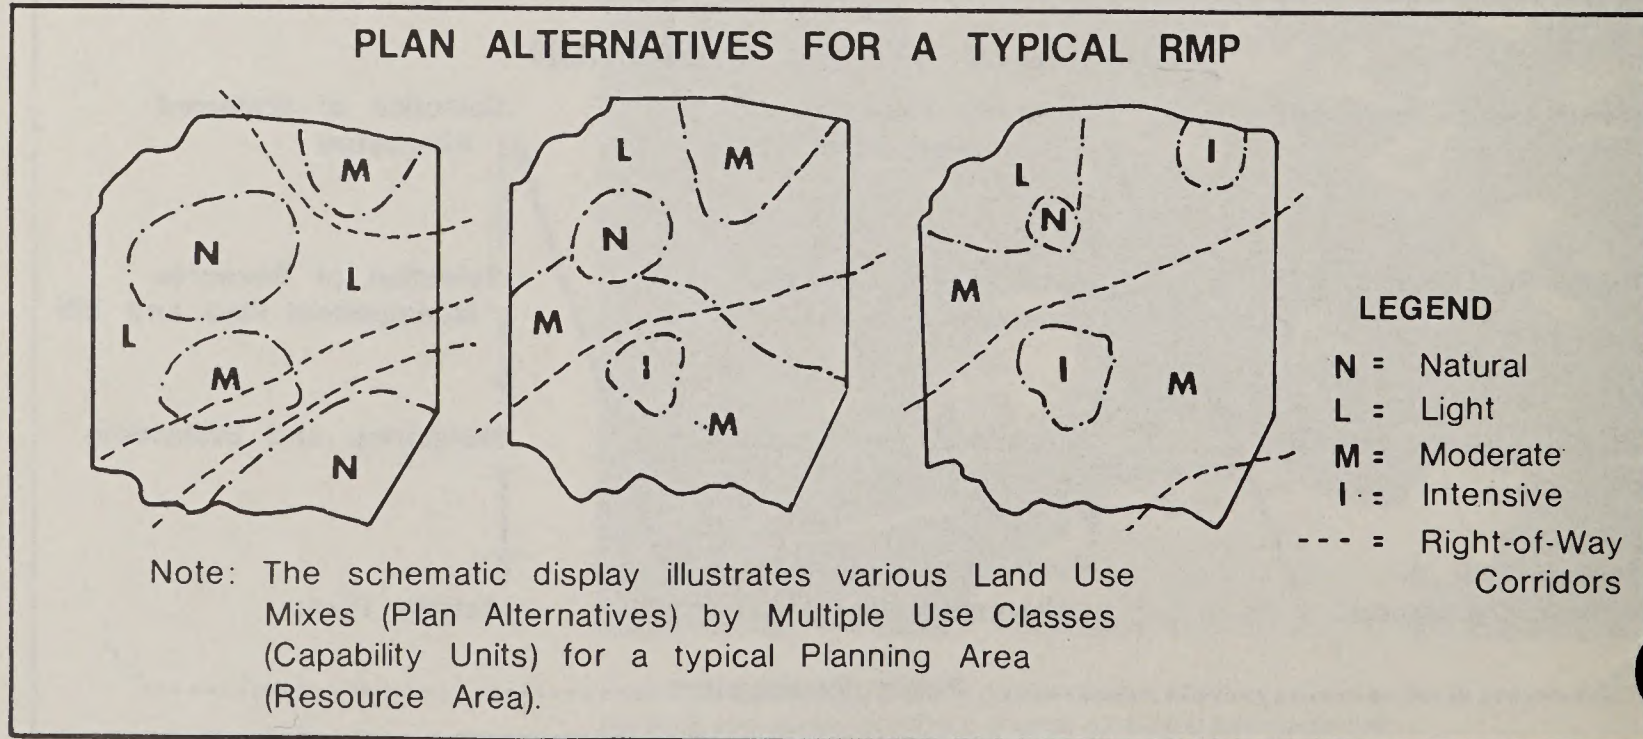 PLAN ALTERNATIVES FOR A TYPICAL RMP
M
N
L
L
M
N
L
M
N
M
I
M
L
I
N
M
I
M
LEGEND
N = Natural
L = Light
M = Moderate
I = Intensive
--- = Right-of-Way
Corridors
Note: The schematic display illustrates various Land Use
Mixes (Plan Alternatives) by Multiple Use Classes
(Capability Units) for a typical Planning Area
(Resource Area).